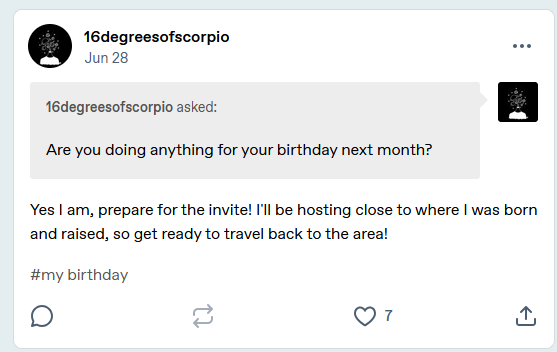 16degreesofscorpio
Jun 28
16degreesofscorpio asked:
Are you doing anything for your birthday next month?
Yes I am, prepare for the invite! I'll be hosting close to where I was born
and raised, so get ready to travel back to the area!
#my birthday
7